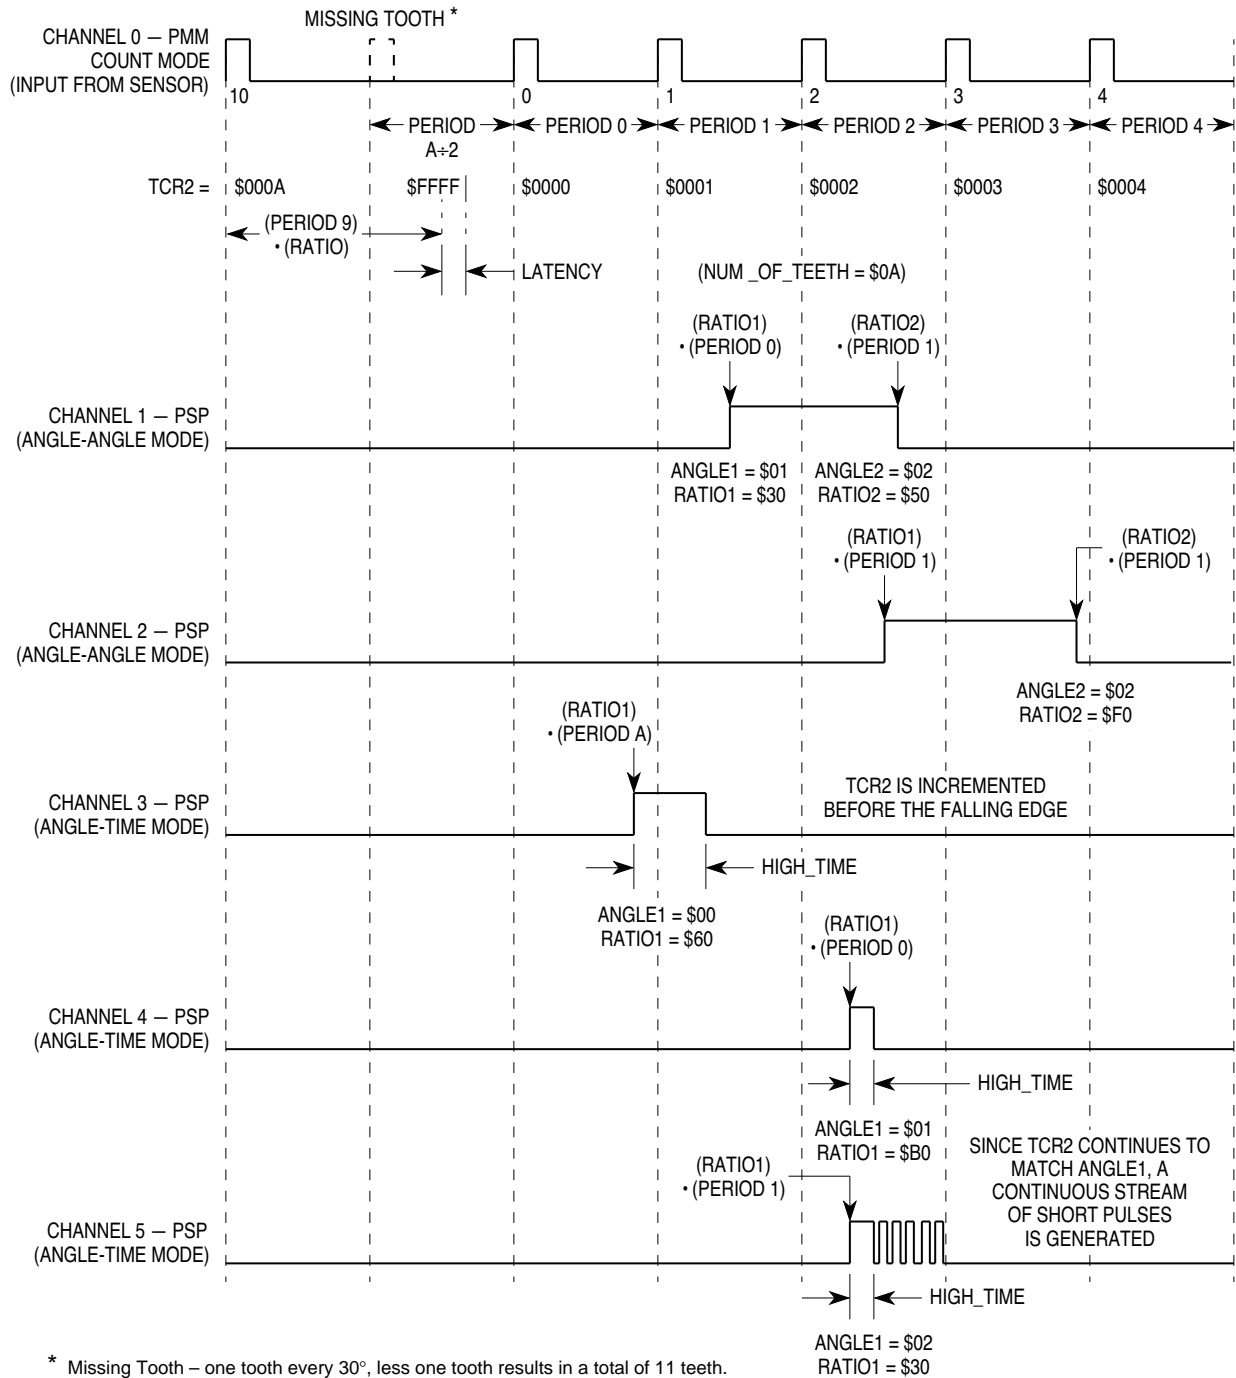 MISSING TOOTH *
CHANNEL 0 — PMM
COUNT MODE
(INPUT FROM SENSOR)
10
0
1
2
3
4
PERIOD
A÷2
PERIOD 0
PERIOD 1
PERIOD 2
PERIOD 3
PERIOD 4
TCR2 =
$000A
$FFFF
$0000
$0001
$0002
$0003
$0004
(PERIOD 9)
• (RATIO)
LATENCY
(NUM _OF_TEETH = $0A)
(RATIO1)
• (PERIOD 0)
(RATIO2)
• (PERIOD 1)
CHANNEL 1 — PSP
(ANGLE-ANGLE MODE)
ANGLE1 = $01
RATIO1 = $30
ANGLE2 = $02
RATIO2 = $50
(RATIO1)
• (PERIOD 1)
(RATIO2)
• (PERIOD 1)
CHANNEL 2 — PSP
(ANGLE-ANGLE MODE)
ANGLE2 = $02
RATIO2 = $F0
(RATIO1)
• (PERIOD A)
CHANNEL 3 — PSP
(ANGLE-TIME MODE)
TCR2 IS INCREMENTED
BEFORE THE FALLING EDGE
HIGH_TIME
ANGLE1 = $00
RATIO1 = $60
(RATIO1)
• (PERIOD 0)
CHANNEL 4 — PSP
(ANGLE-TIME MODE)
HIGH_TIME
ANGLE1 = $01
RATIO1 = $B0
SINCE TCR2 CONTINUES TO
MATCH ANGLE1, A
CONTINUOUS STREAM
OF SHORT PULSES
IS GENERATED
(RATIO1)
• (PERIOD 1)
CHANNEL 5 — PSP
(ANGLE-TIME MODE)
HIGH_TIME
ANGLE1 = $02
RATIO1 = $30
* Missing Tooth – one tooth every 30°, less one tooth results in a total of 11 teeth.